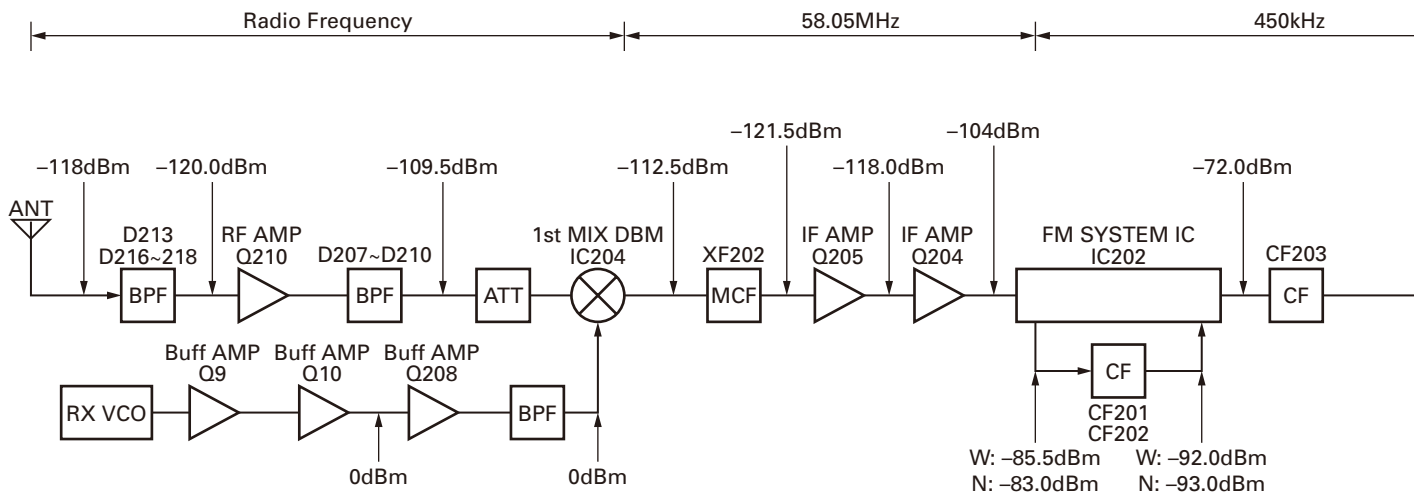 Radio Frequency
58.05MHz
450kHz
–121.5dBm
–118dBm
–120.0dBm
–109.5dBm
–112.5dBm
–118.0dBm
–104dBm
–72.0dBm
ANT
D213
D216~218
BPF
RF AMP
Q210
D207~D210
BPF
ATT
1st MIX DBM
IC204
XF202
MCF
IF AMP
Q205
IF AMP
Q204
FM SYSTEM IC
IC202
CF203
CF
RX VCO
Buff AMP
Q9
Buff AMP
Q10
Buff AMP
Q208
BPF
CF
CF201
CF202
0dBm
0dBm
W: –85.5dBm
N: –83.0dBm
W: –92.0dBm
N: –93.0dBm